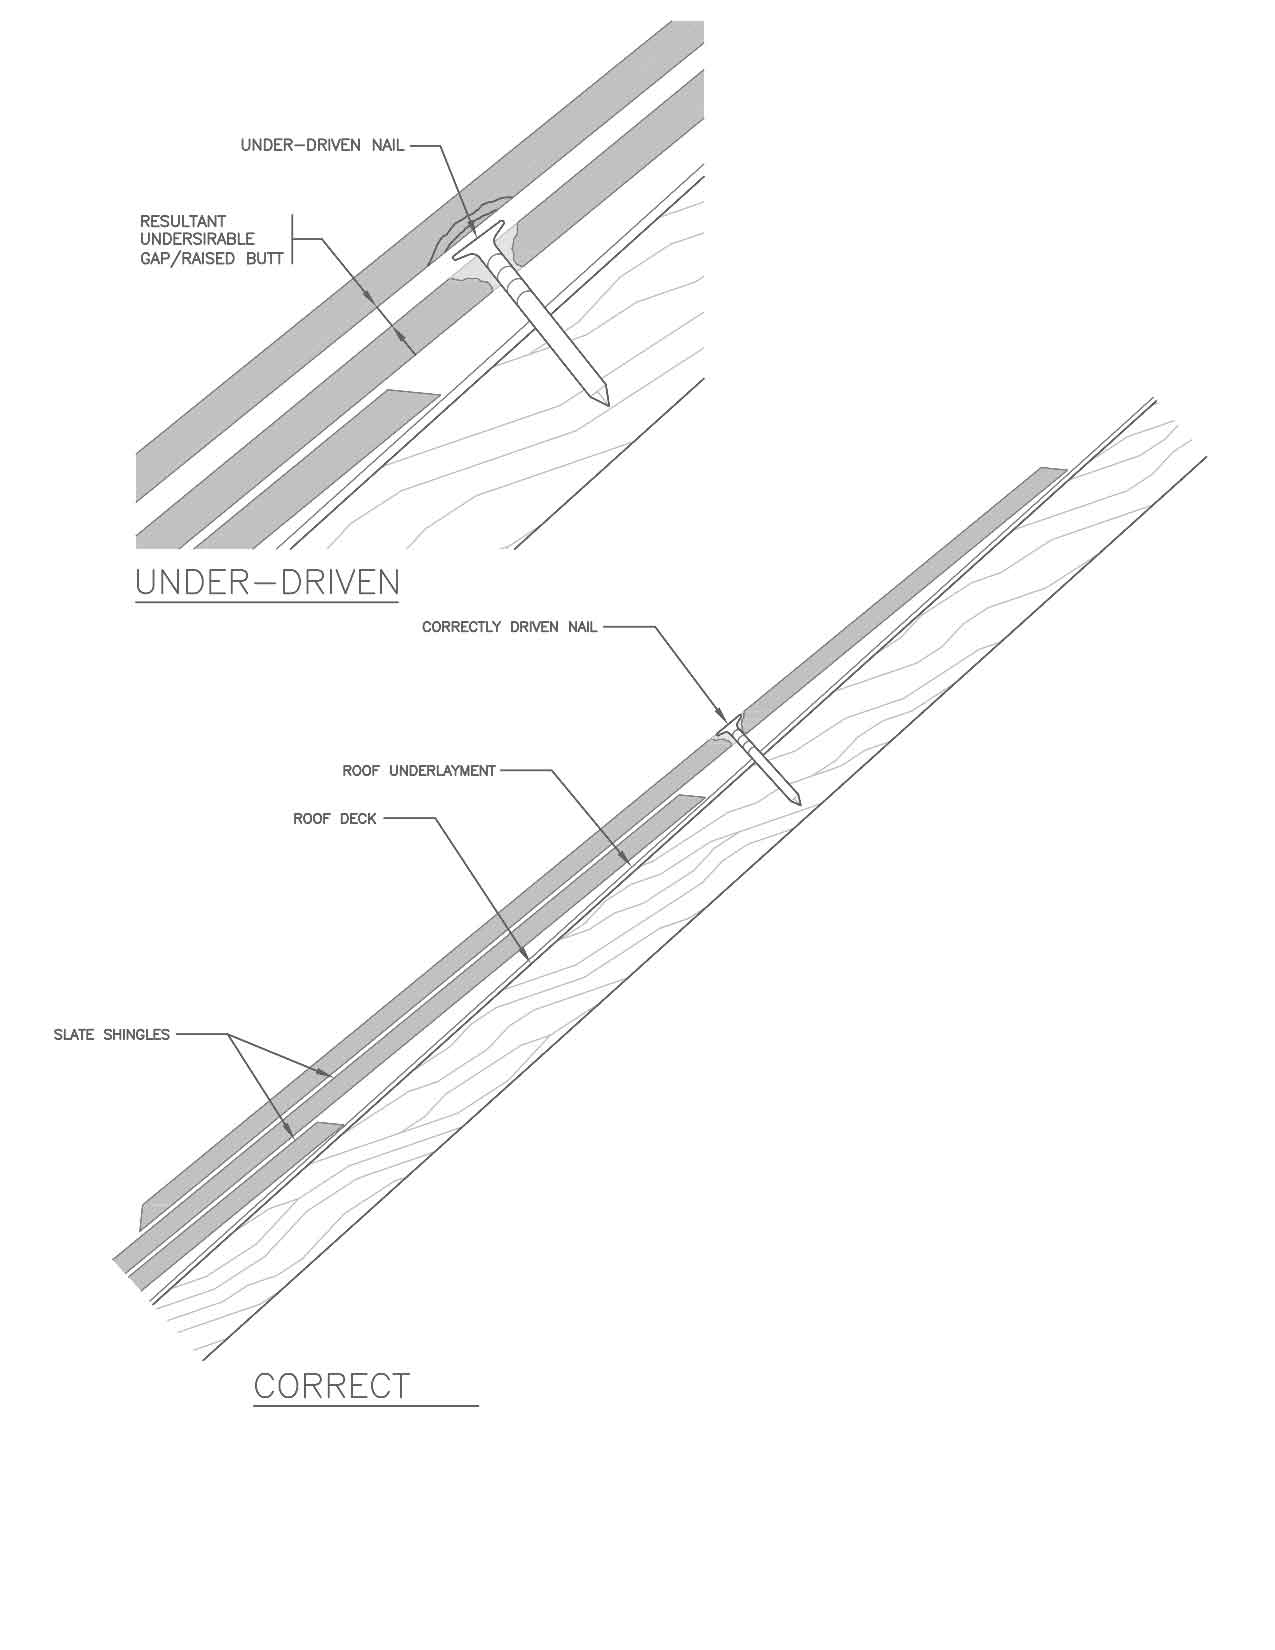 UNDER-DRIVEN NAIL
RESULTANT
UNDERSIRABLE
GAP/RAISED BUTT
UNDER-DRIVEN
CORRECTLY DRIVEN NAIL
ROOF UNDERLAYMENT
ROOF DECK
SLATE SHINGLES
CORRECT